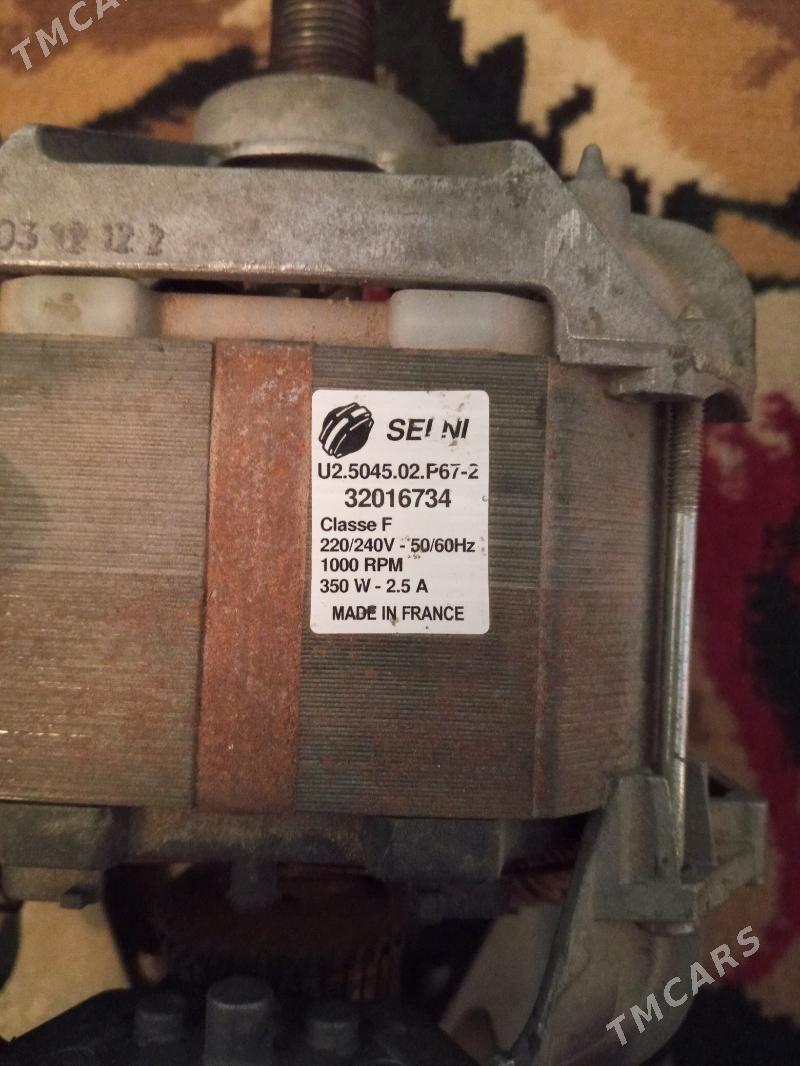 TMCARS
03 12 12 2
SELNI
U2.5045.02.P67-2
32016734
Classe F
220/240V - 50/60Hz
1000 RPM
350 W - 2.5 A
MADE IN FRANCE
TMCARS